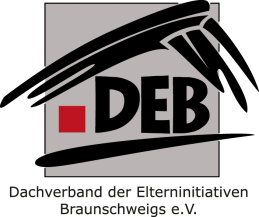 DEB
Dachverband der Elterninitiativen
Braunschweigs e.V.